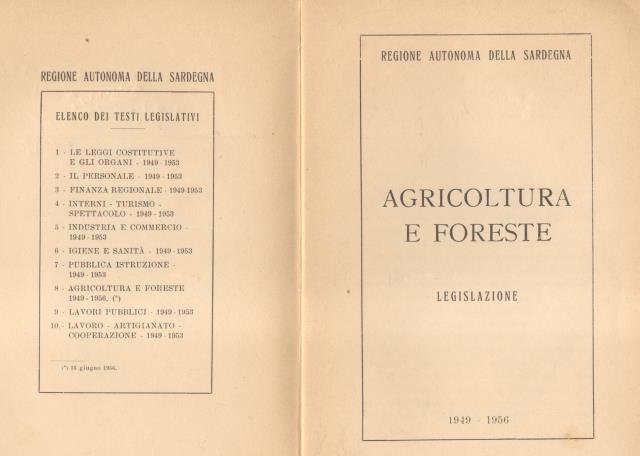 REGIONE AUTONOMA DELLA SARDEGNA
ELENCO DEI TESTI LEGISLATIVI
1 - LE LEGGI COSTITUTIVE
E GLI ORGANI - 1949 - 1953
2 - IL PERSONALE - 1949 - 1953
3 - FINANZA REGIONALE - 1949-1953
4 - INTERNI - TURISMO -
SPETTACOLO - 1949 - 1953
5 - INDUSTRIA E COMMERCIO -
1949 - 1953
6 - IGIENE E SANITÀ - 1949 - 1953
7 - PUBBLICA ISTRUZIONE -
1949 - 1953
8 - AGRICOLTURA E FORESTE
1949 - 1956. (*)
9 - LAVORI PUBBLICI - 1949 - 1953
10 - LAVORO - ARTIGIANATO -
COOPERAZIONE - 1949 - 1953
(*) 16 giugno 1956.
REGIONE AUTONOMA DELLA SARDEGNA
AGRICOLTURA
E FORESTE
LEGISLAZIONE
1949 - 1956